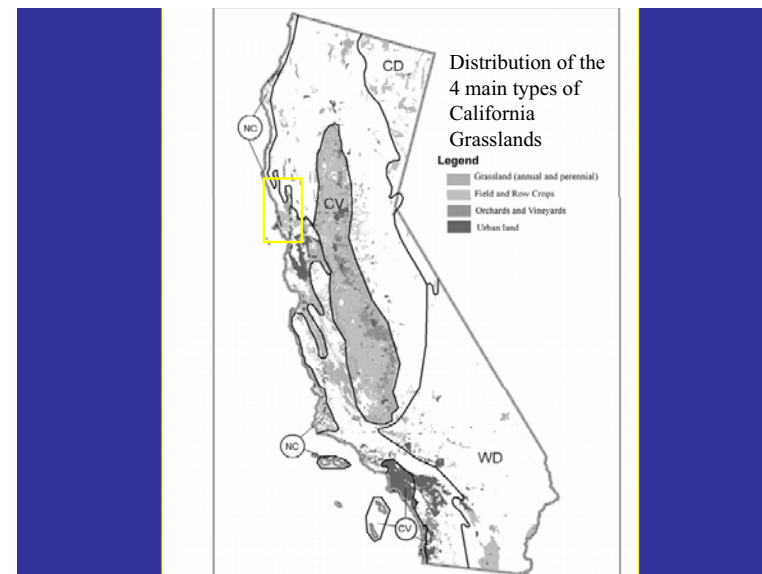 Distribution of the
4 main types of
California
Grasslands
Legend
Grassland (annual and perennial)
Field and Row Crops
Orchards and Vineyards
Urban land
CD
NC
CV
NC
WD
CV